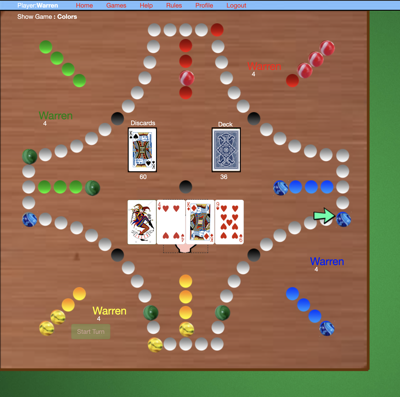 Player:Warren Home Games Help Rules Profile Logout
Show Game : Colors
Warren
4
Warren
4
Discards
Deck
60
36
Warren
4
Warren
4
Start Turn